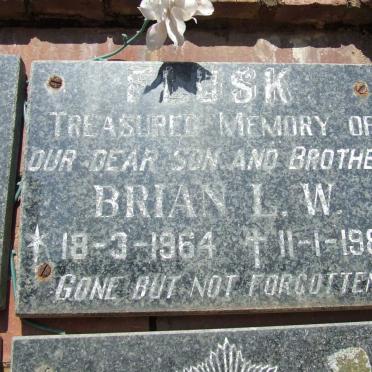 TREASURED MEMORY OF
OUR DEAR SON AND BROTHE
BRIAN L. W.
* 18-3-1964 † 11-1-198
GONE BUT NOT FORGOTTEN